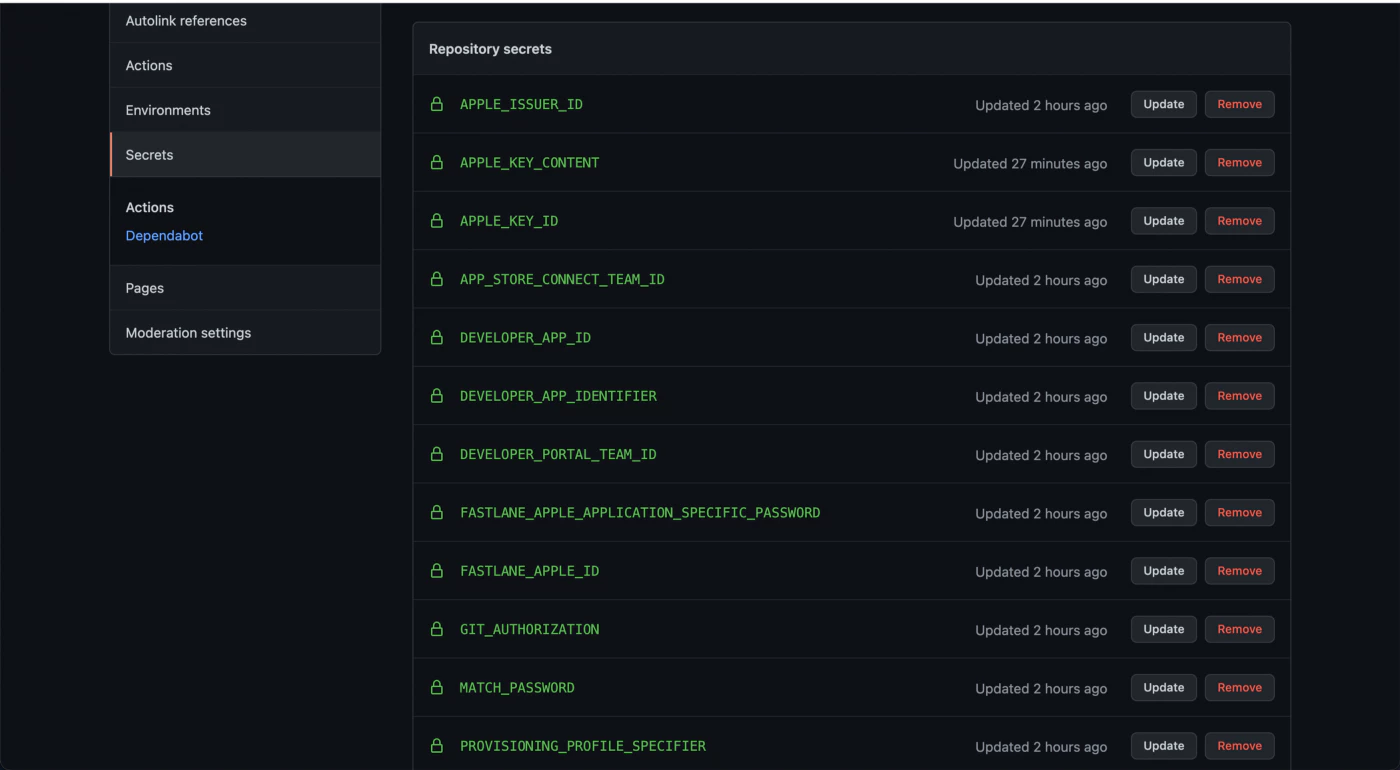 Autolink references
Actions
Environments
Secrets
Actions
Dependabot
Pages
Moderation settings
Repository secrets
APPLE_ISSUER_ID Updated 2 hours ago Update Remove
APPLE_KEY_CONTENT Updated 27 minutes ago Update Remove
APPLE_KEY_ID Updated 27 minutes ago Update Remove
APP_STORE_CONNECT_TEAM_ID Updated 2 hours ago Update Remove
DEVELOPER_APP_ID Updated 2 hours ago Update Remove
DEVELOPER_APP_IDENTIFIER Updated 2 hours ago Update Remove
DEVELOPER_PORTAL_TEAM_ID Updated 2 hours ago Update Remove
FASTLANE_APPLE_APPLICATION_SPECIFIC_PASSWORD Updated 2 hours ago Update Remove
FASTLANE_APPLE_ID Updated 2 hours ago Update Remove
GIT_AUTHORIZATION Updated 2 hours ago Update Remove
MATCH_PASSWORD Updated 2 hours ago Update Remove
PROVISIONING_PROFILE_SPECIFIER Updated 2 hours ago Update Remove